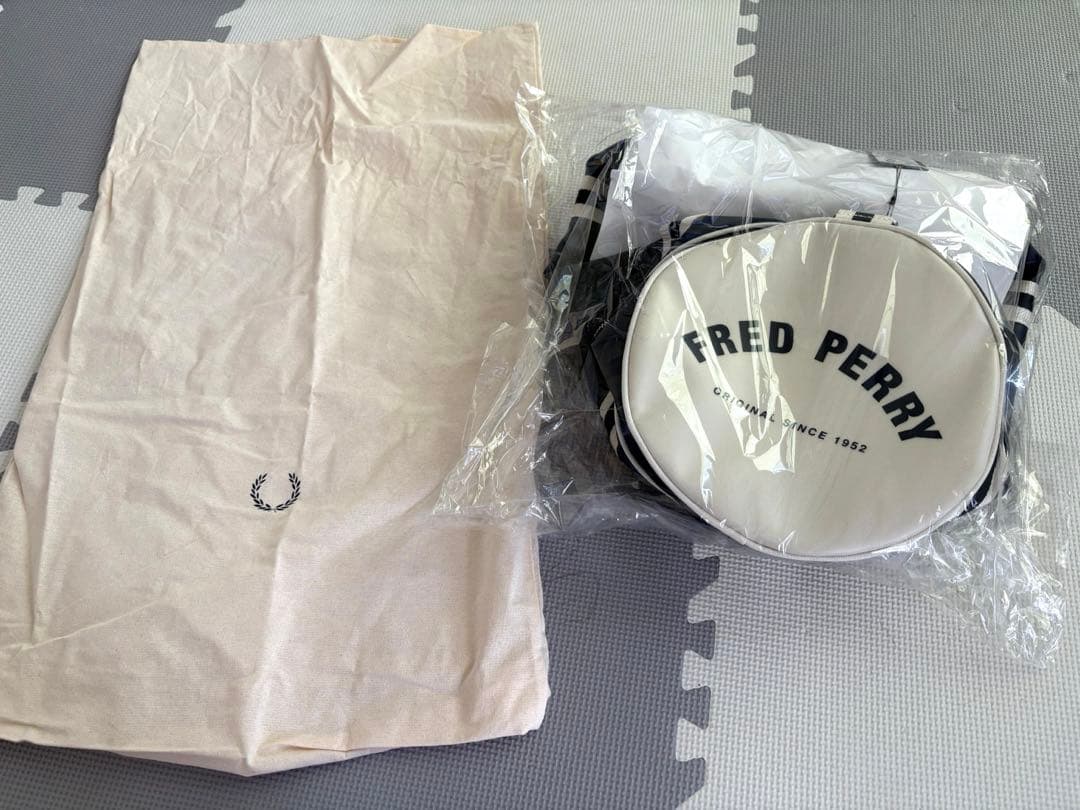 FRED PERRY
ORIGINAL SINCE 1952